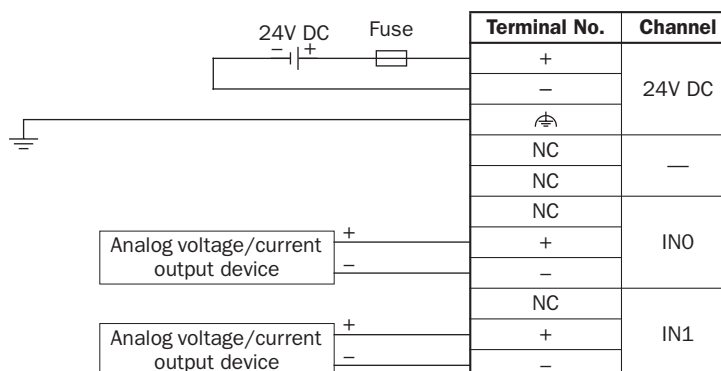 24V DC
− +
Fuse
Terminal No. Channel
+
−
24V DC
NC
NC
—
NC
+
−
IN0
Analog voltage/current
output device
+
−
NC
+
−
IN1
Analog voltage/current
output device
+
−